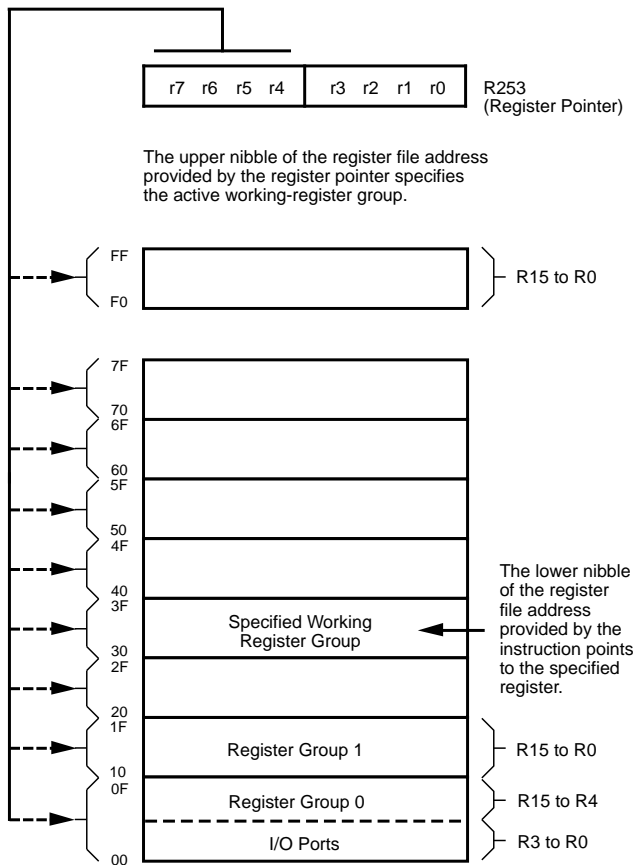 r7 r6 r5 r4 r3 r2 r1 r0
R253
(Register Pointer)
The upper nibble of the register file address
provided by the register pointer specifies
the active working-register group.
FF
F0
R15 to R0
7F
70
6F
60
5F
50
4F
40
3F
Specified Working
Register Group
30
2F
The lower nibble
of the register
file address
provided by the
instruction points
to the specified
register.
20
1F
Register Group 1
R15 to R0
10
0F
Register Group 0
R15 to R4
I/O Ports
R3 to R0
00